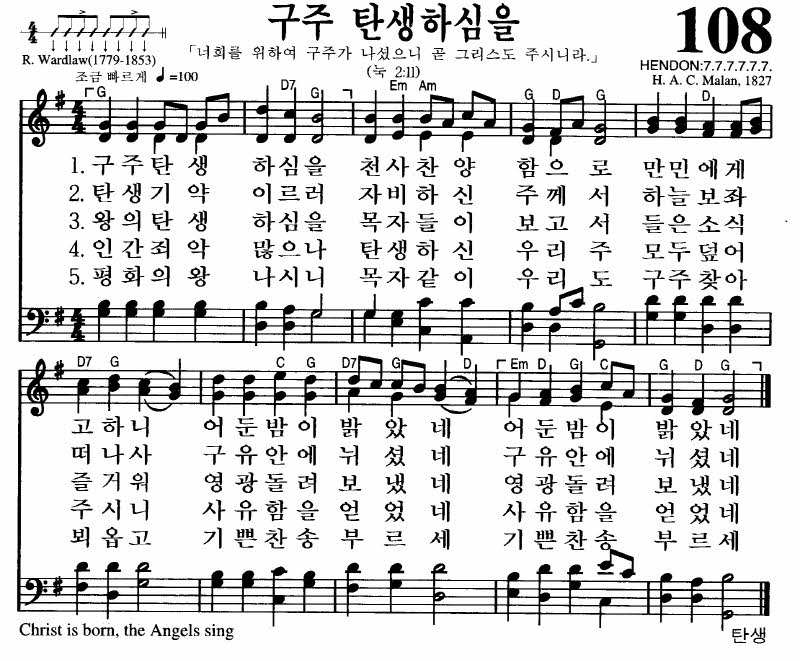 구주 탄생하심을
108
「너희를 위하여 구주가 나셨으니 곧 그리스도 주시니라.」
(눅 2:11)
R. Wardlaw(1779-1853)
조금 빠르게 ♩=100
HENDON:7.7.7.7.7.7.
H. A. C. Malan, 1827
G D7 G Em Am G D G D
1. 구주탄생 하심을 천사찬양 함으로 만민에게
2. 탄생기약 이르러 자비하신 주께서 하늘보좌
3. 왕의탄생 하심을 목자들이 보고서 들은소식
4. 인간죄악 많으나 탄생하신 우리주 모두덮어
5. 평화의왕 나시니 목자같이 우리도 구주찾아
D7 G C G D7 G D Em D G C G D G
고하니 어둔밤이 밝았네 어둔밤이 밝았네
떠나사 구유안에 뉘셨네 구유안에 뉘셨네
즐거워 영광돌려 보냈네 영광돌려 보냈네
주시니 사유함을 얻었네 사유함을 얻었네
뵈옵고 기쁜찬송 부르세 기쁜찬송 부르세
Christ is born, the Angels sing
탄생